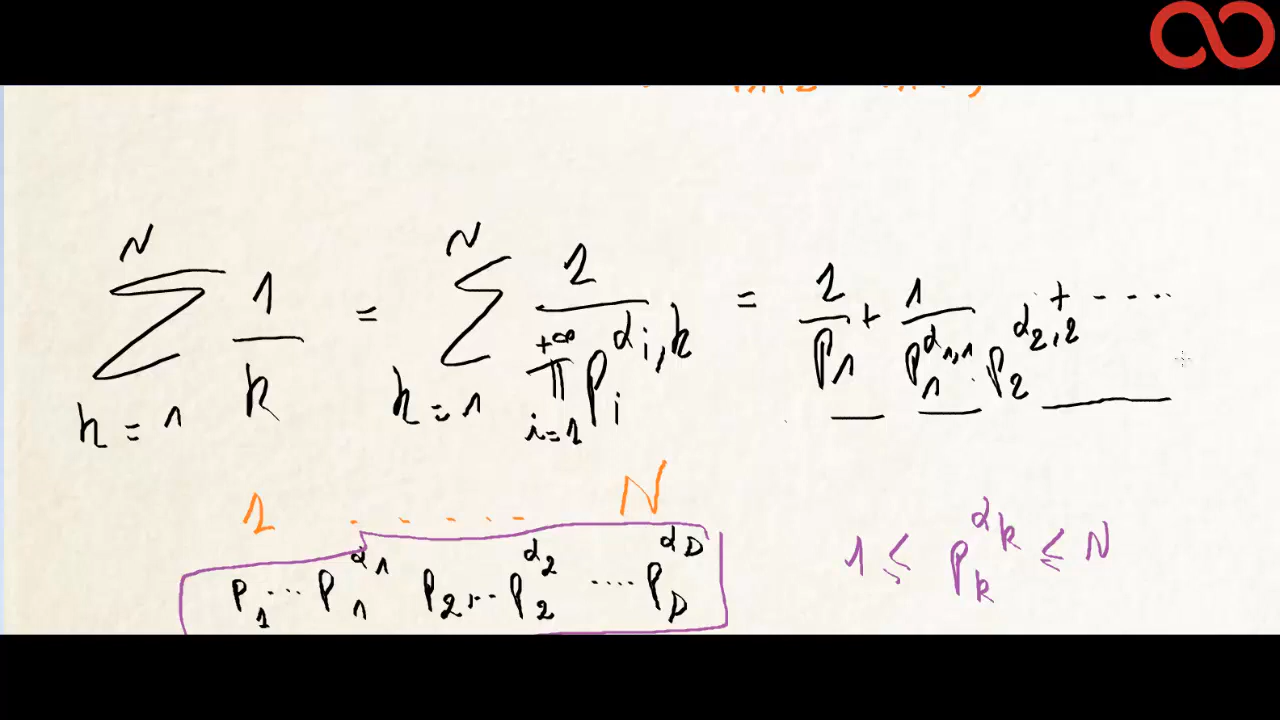 ∑_{k=1}^{N} 1/k = ∑_{k=1}^{N} 1/(∏_{i=1}^{+∞} P_i^{α_{i,k}}) = 1/P_1 + 1/(P_1^{α_{1,1}} · P_2^{α_{2,2}}) + ----
1 ..... N
P_1 ... P_1^{α_1} P_2 ... P_2^{α_2} .... P_D^{α_D}
1 ≤ P_k^{α_k} ≤ N